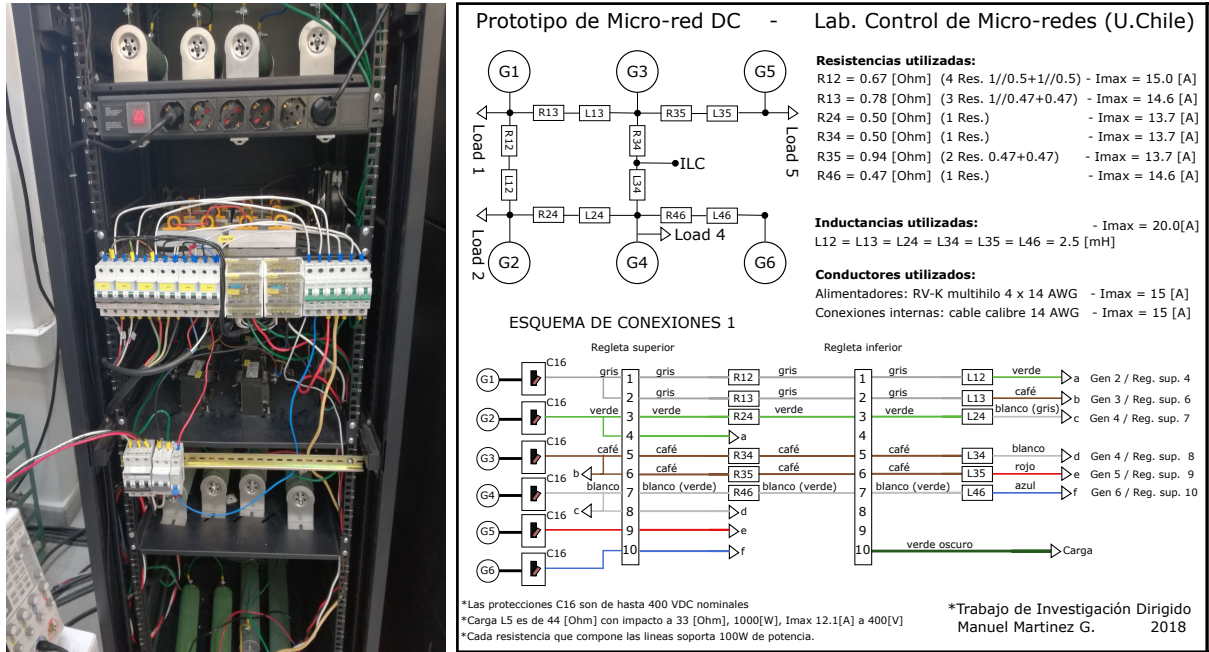 Prototipo de Micro-red DC - Lab. Control de Micro-redes (U.Chile)
G1
G3
G5
R13
L13
R35
L35
Load 1
R12
L12
R34
ILC
L34
Load 5
R24
L24
R46
L46
Load 4
Load 2
G2
G4
G6
Resistencias utilizadas:
R12 = 0.67 [Ohm] (4 Res. 1//0.5+1//0.5) - Imax = 15.0 [A]
R13 = 0.78 [Ohm] (3 Res. 1//0.47+0.47) - Imax = 14.6 [A]
R24 = 0.50 [Ohm] (1 Res.) - Imax = 13.7 [A]
R34 = 0.50 [Ohm] (1 Res.) - Imax = 13.7 [A]
R35 = 0.94 [Ohm] (2 Res. 0.47+0.47) - Imax = 13.7 [A]
R46 = 0.47 [Ohm] (1 Res.) - Imax = 14.6 [A]
Inductancias utilizadas: - Imax = 20.0[A]
L12 = L13 = L24 = L34 = L35 = L46 = 2.5 [mH]
Conductores utilizados:
Alimentadores: RV-K multihilo 4 x 14 AWG - Imax = 15 [A]
Conexiones internas: cable calibre 14 AWG - Imax = 15 [A]
ESQUEMA DE CONEXIONES 1
Regleta superior Regleta inferior
G1 C16 gris 1 gris R12 gris 1 gris L12 verde a Gen 2 / Reg. sup. 4
2 gris R13 gris 2 gris L13 café b Gen 3 / Reg. sup. 6
G2 C16 verde 3 verde R24 verde 3 verde L24 blanco (gris) c Gen 4 / Reg. sup. 7
4 a 4
G3 C16 café 5 café R34 café 5 café L34 blanco d Gen 4 / Reg. sup. 8
b 6 café R35 café 6 café L35 rojo e Gen 5 / Reg. sup. 9
G4 C16 blanco 7 blanco (verde) R46 blanco (verde) 7 blanco (verde) L46 azul f Gen 6 / Reg. sup. 10
c 8 d 8
G5 C16 9 e 9
G6 C16 10 f 10 verde oscuro Carga
*Las protecciones C16 son de hasta 400 VDC nominales
*Carga L5 es de 44 [Ohm] con impacto a 33 [Ohm], 1000[W], Imax 12.1[A] a 400[V]
*Cada resistencia que compone las lineas soporta 100W de potencia.
*Trabajo de Investigación Dirigido
Manuel Martinez G. 2018